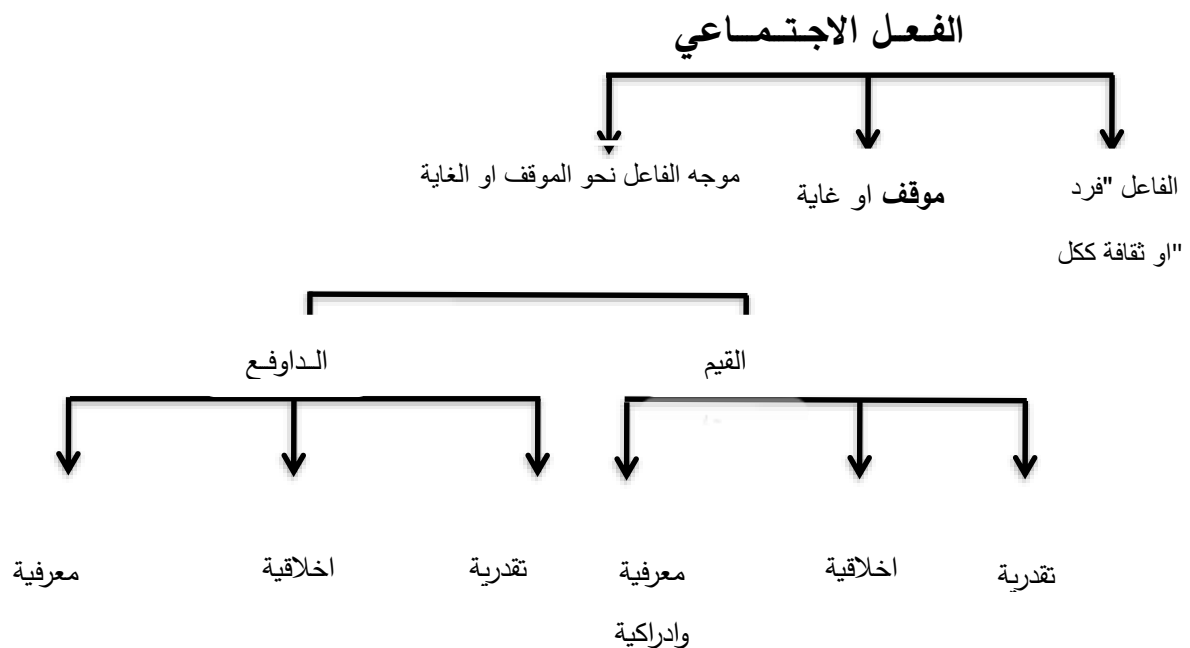 الفعل الاجتماعي
الفاعل "فرد
او ثقافة ككل"
موقف او غاية
موجه الفاعل نحو الموقف او الغاية
القيم
الداوفع
تقدرية
اخلاقية
معرفية
وادراكية
تقدرية
اخلاقية
معرفية